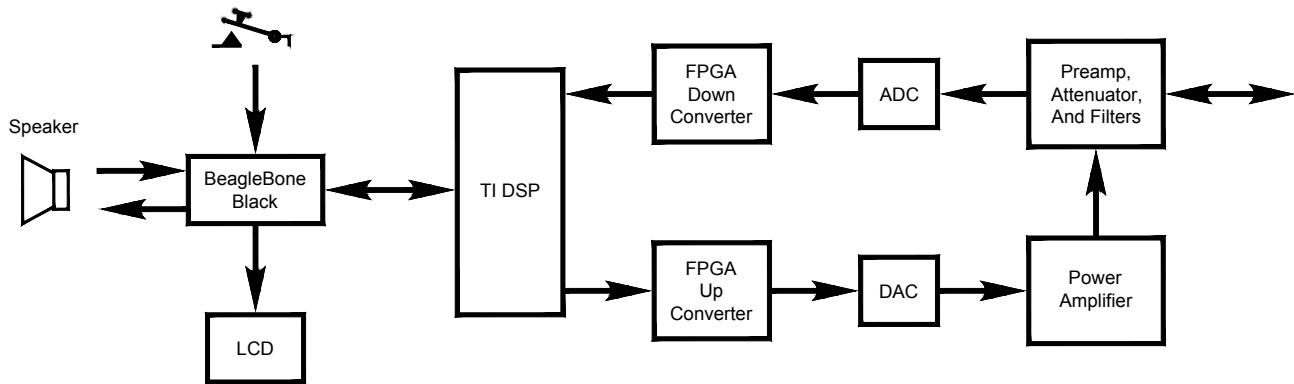 Speaker
BeagleBone
Black
LCD
TI DSP
FPGA
Down
Converter
ADC
Preamp,
Attenuator,
And Filters
FPGA
Up
Converter
DAC
Power
Amplifier